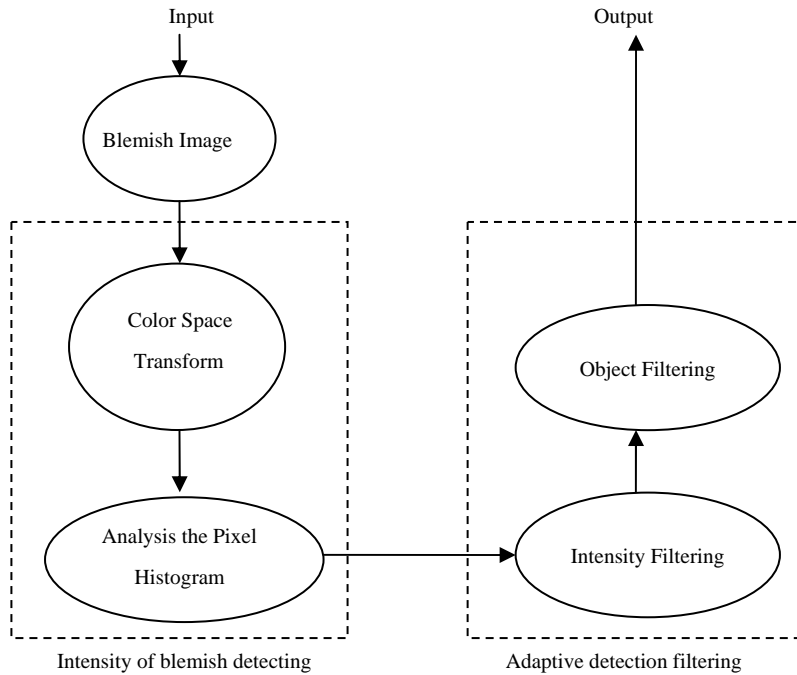 Input
Output
Blemish Image
Color Space
Transform
Object Filtering
Analysis the Pixel
Histogram
Intensity Filtering
Intensity of blemish detecting
Adaptive detection filtering